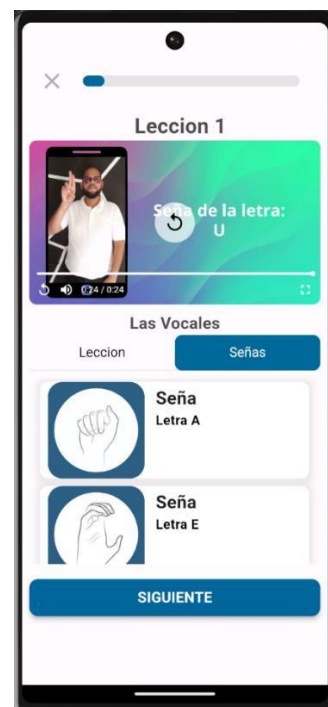 Leccion 1
Seña de la letra:
U
0:24 / 0:24
Las Vocales
Leccion
Señas
Seña
Letra A
Seña
Letra E
SIGUIENTE